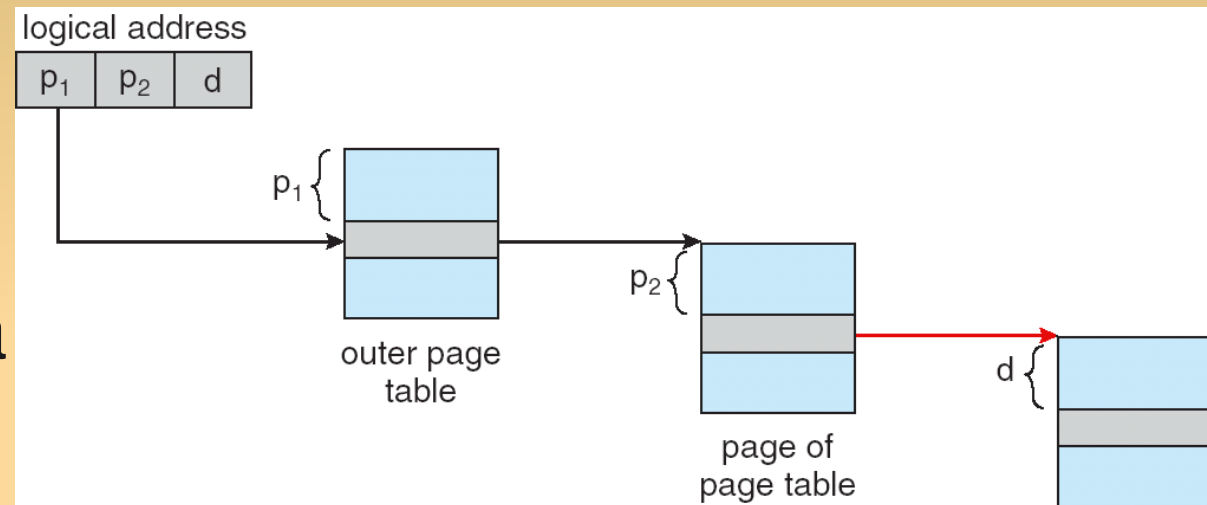 logical address
p₁ p₂ d
p₁
p₂
outer page
table
d
page of
page table